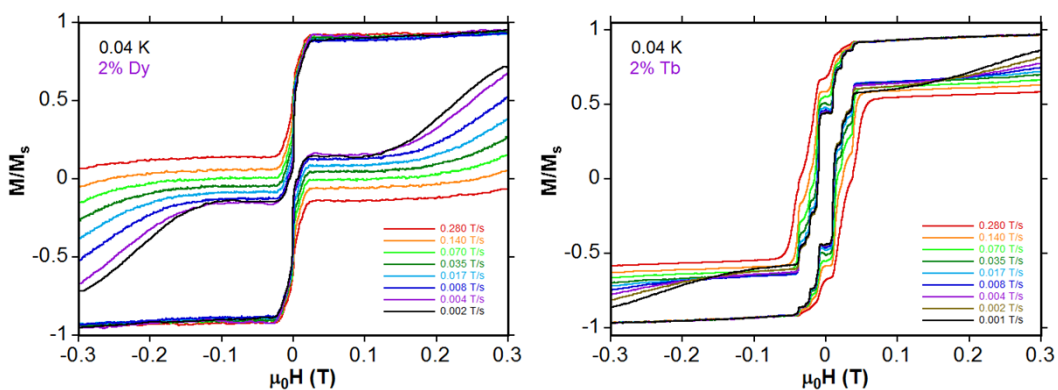 M/Ms
1
0.5
0
-0.5
-1
0.04 K
2% Dy
0.280 T/s
0.140 T/s
0.070 T/s
0.035 T/s
0.017 T/s
0.008 T/s
0.004 T/s
0.002 T/s
-0.3 -0.2 -0.1 0 0.1 0.2 0.3
μ₀H (T)
M/Ms
1
0.5
0
-0.5
-1
0.04 K
2% Tb
0.280 T/s
0.140 T/s
0.070 T/s
0.035 T/s
0.017 T/s
0.008 T/s
0.004 T/s
0.002 T/s
0.001 T/s
-0.3 -0.2 -0.1 0 0.1 0.2 0.3
μ₀H (T)